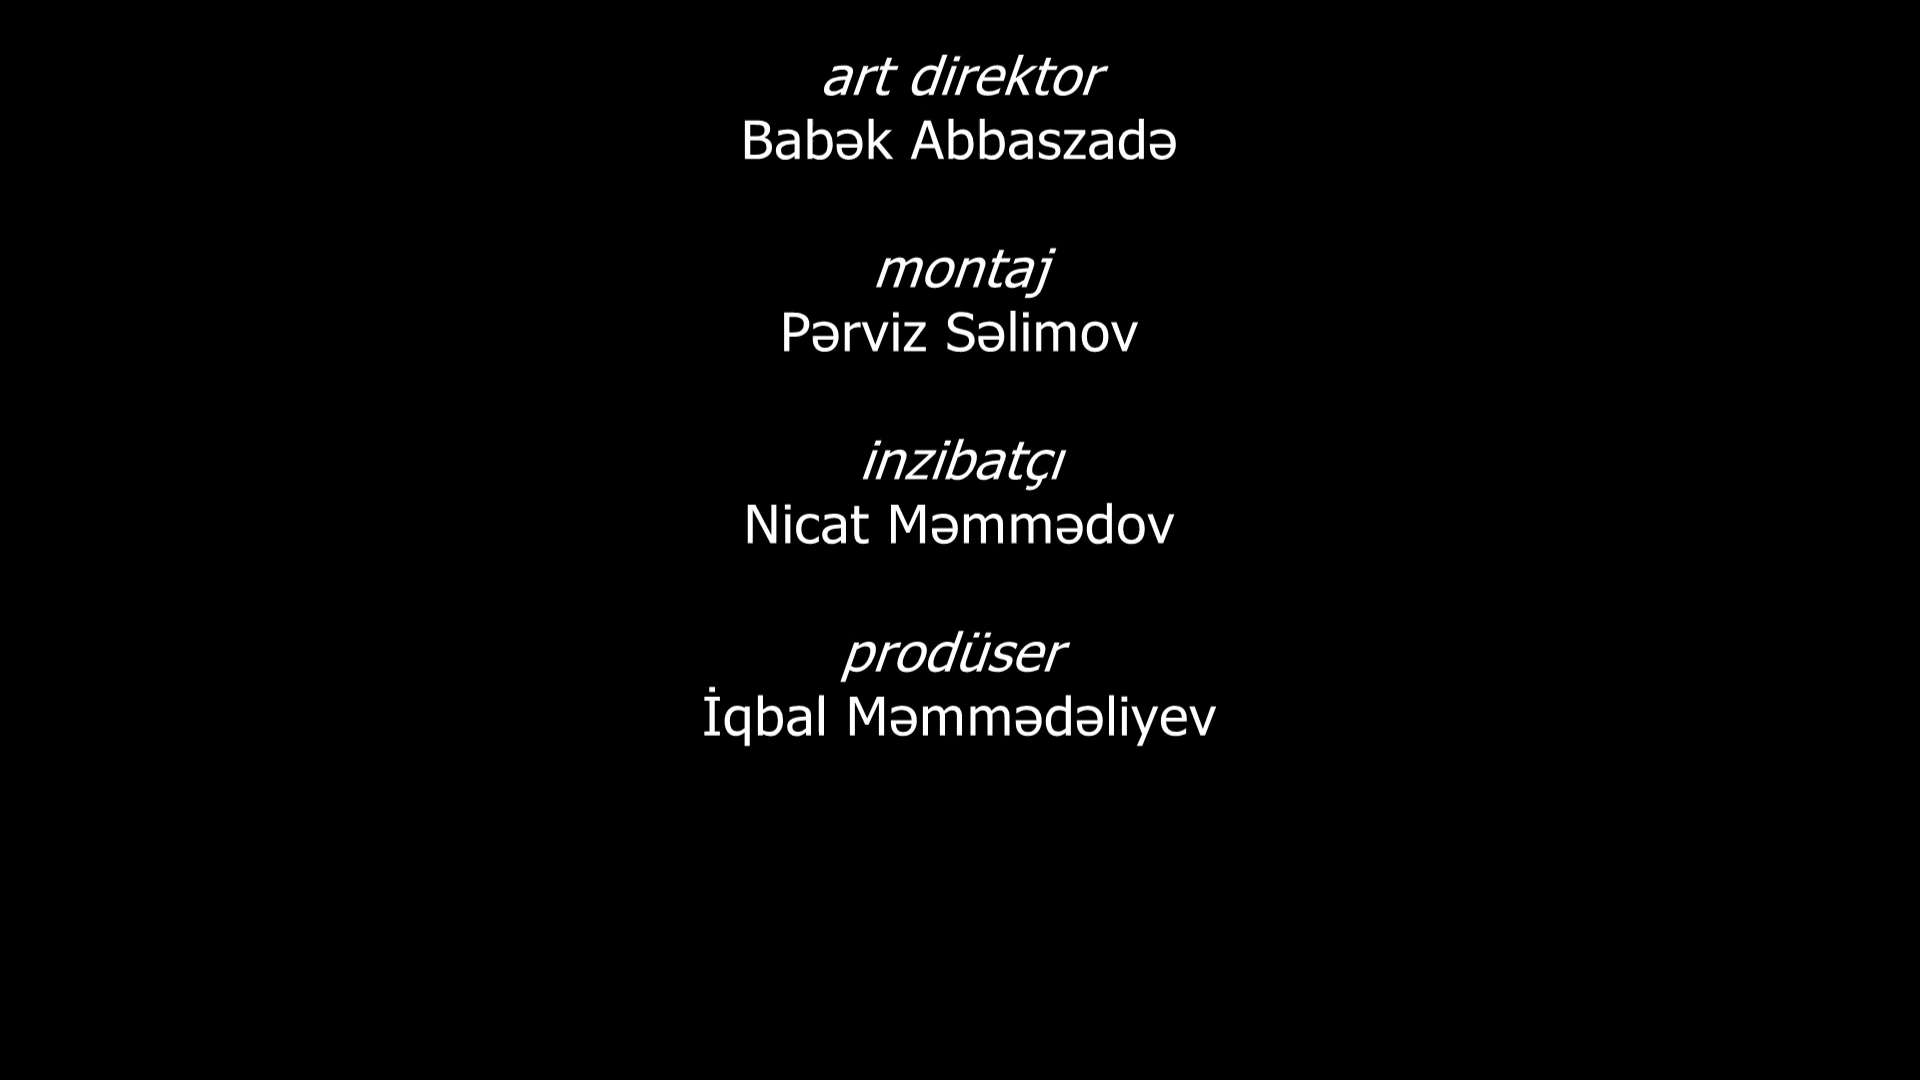 art direktor
Babək Abbaszadə
montaj
Pərviz Səlimov
inzibatçı
Nicat Məmmədov
prodüser
İqbal Məmmədəliyev